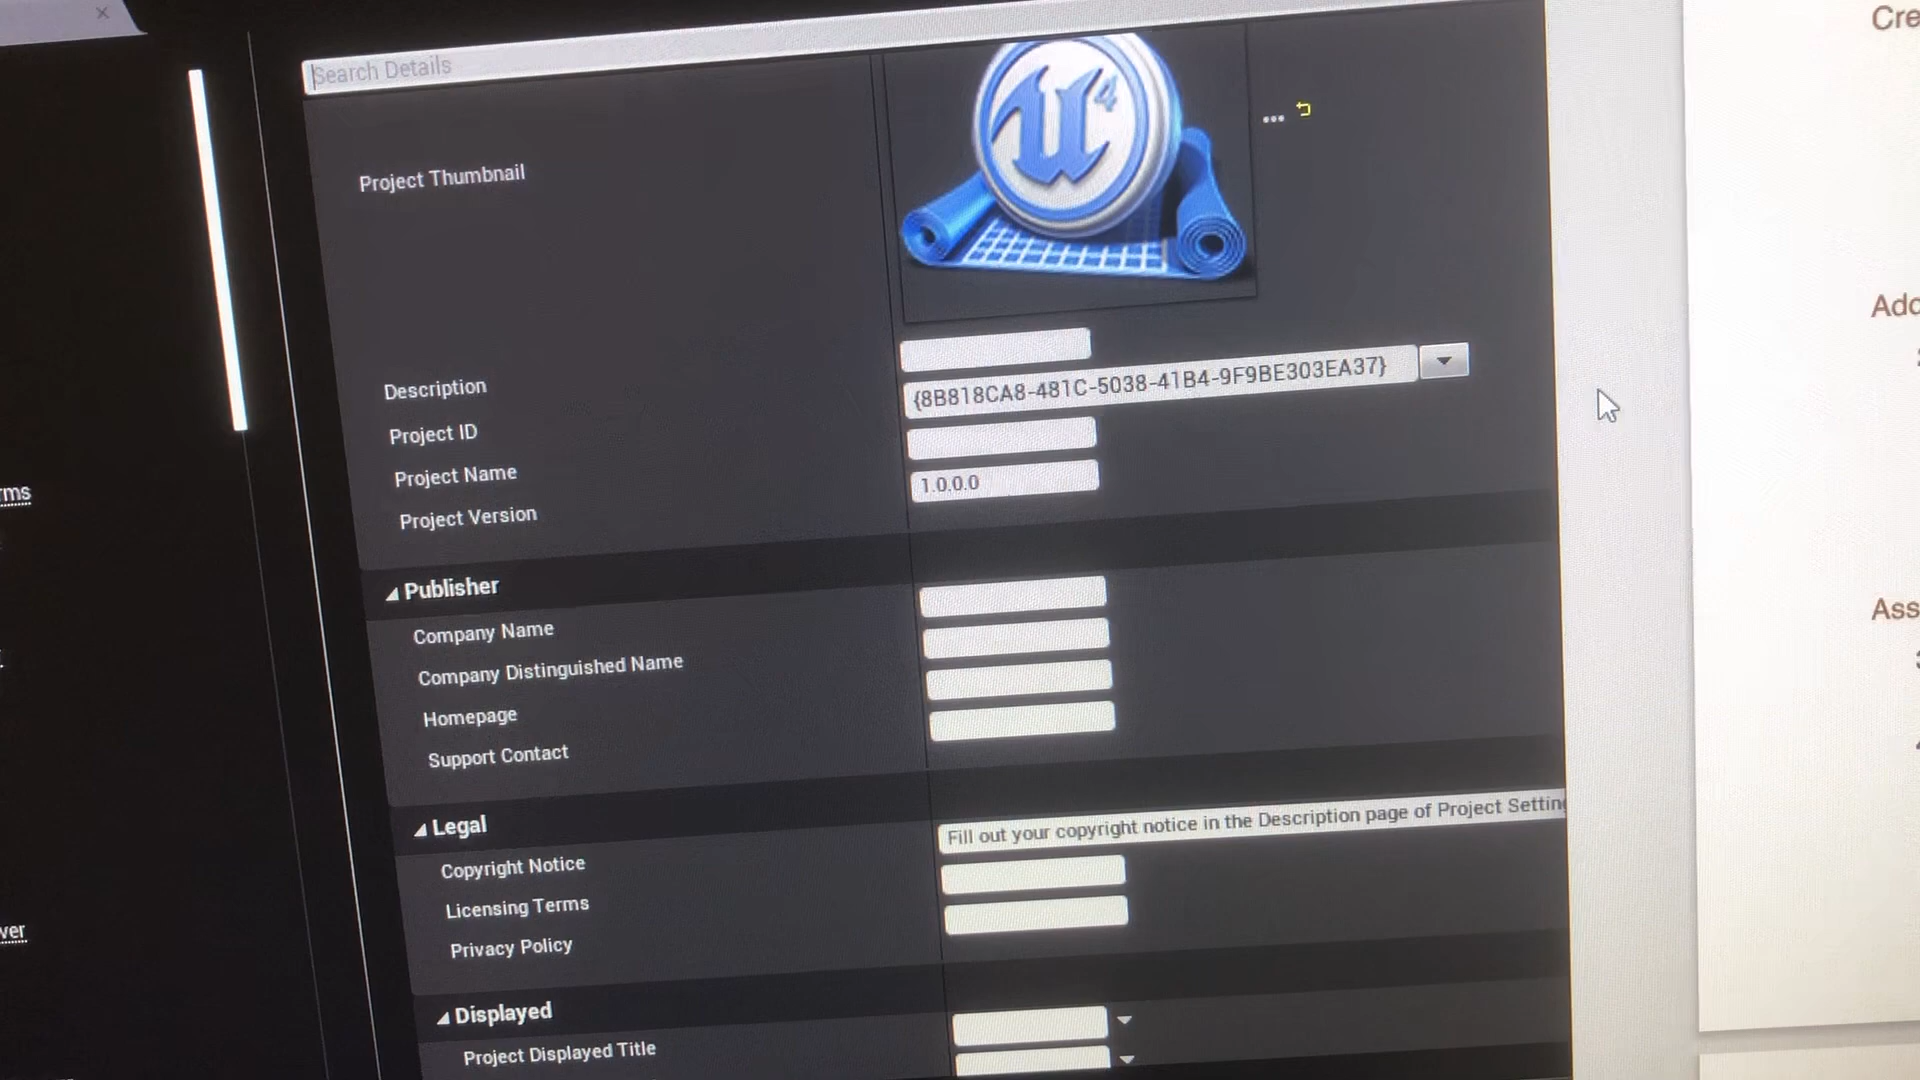 Search Details
Project Thumbnail
Description
Project ID
{8B818CA8-481C-5038-41B4-9F9BE303EA37}
Project Name
Project Version
1.0.0.0
Publisher
Company Name
Company Distinguished Name
Homepage
Support Contact
Legal
Copyright Notice
Fill out your copyright notice in the Description page of Project Settin
Licensing Terms
Privacy Policy
Displayed
Project Displayed Title
rms
ver
Cre
Add
Ass